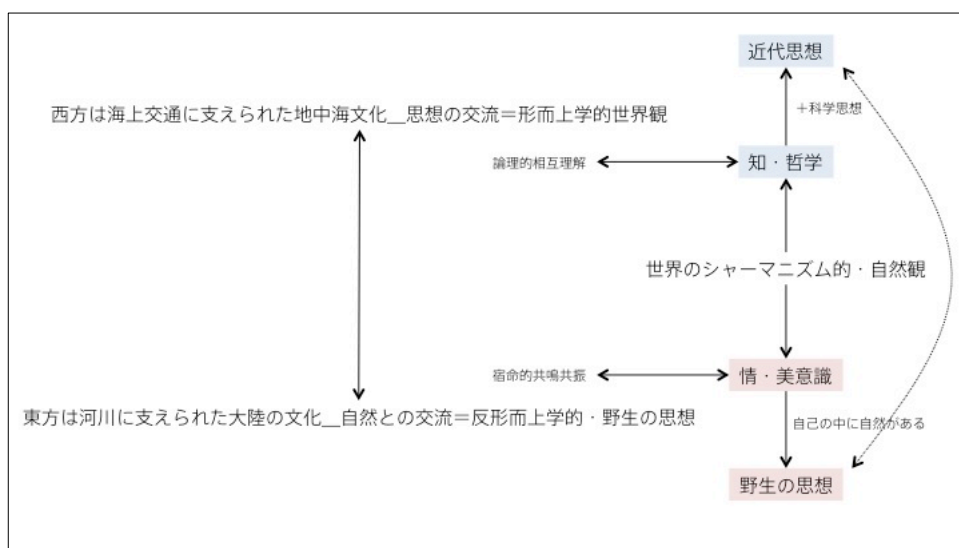 近代思想
+科学思想
西方は海上交通に支えられた地中海文化__思想の交流＝形而上学的世界観
論理的相互理解
知・哲学
世界のシャーマニズム的・自然観
宿命的共鳴共振
情・美意識
東方は河川に支えられた大陸の文化__自然との交流＝反形而上学的・野生の思想
自己の中に自然がある
野生の思想